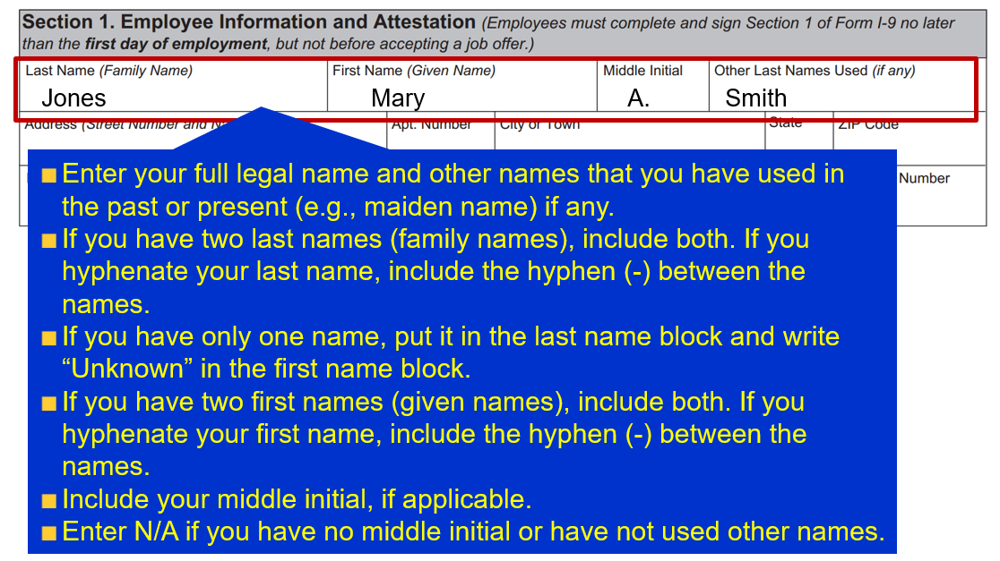 Section 1. Employee Information and Attestation (Employees must complete and sign Section 1 of Form I-9 no later
than the first day of employment, but not before accepting a job offer.)
Last Name (Family Name) First Name (Given Name) Middle Initial Other Last Names Used (if any)
Jones Mary A. Smith
Address (Street Number and Apt. Number City or Town State ZIP Code
Number
■ Enter your full legal name and other names that you have used in
the past or present (e.g., maiden name) if any.
■ If you have two last names (family names), include both. If you
hyphenate your last name, include the hyphen (-) between the
names.
■ If you have only one name, put it in the last name block and write
“Unknown” in the first name block.
■ If you have two first names (given names), include both. If you
hyphenate your first name, include the hyphen (-) between the
names.
■ Include your middle initial, if applicable.
■ Enter N/A if you have no middle initial or have not used other names.